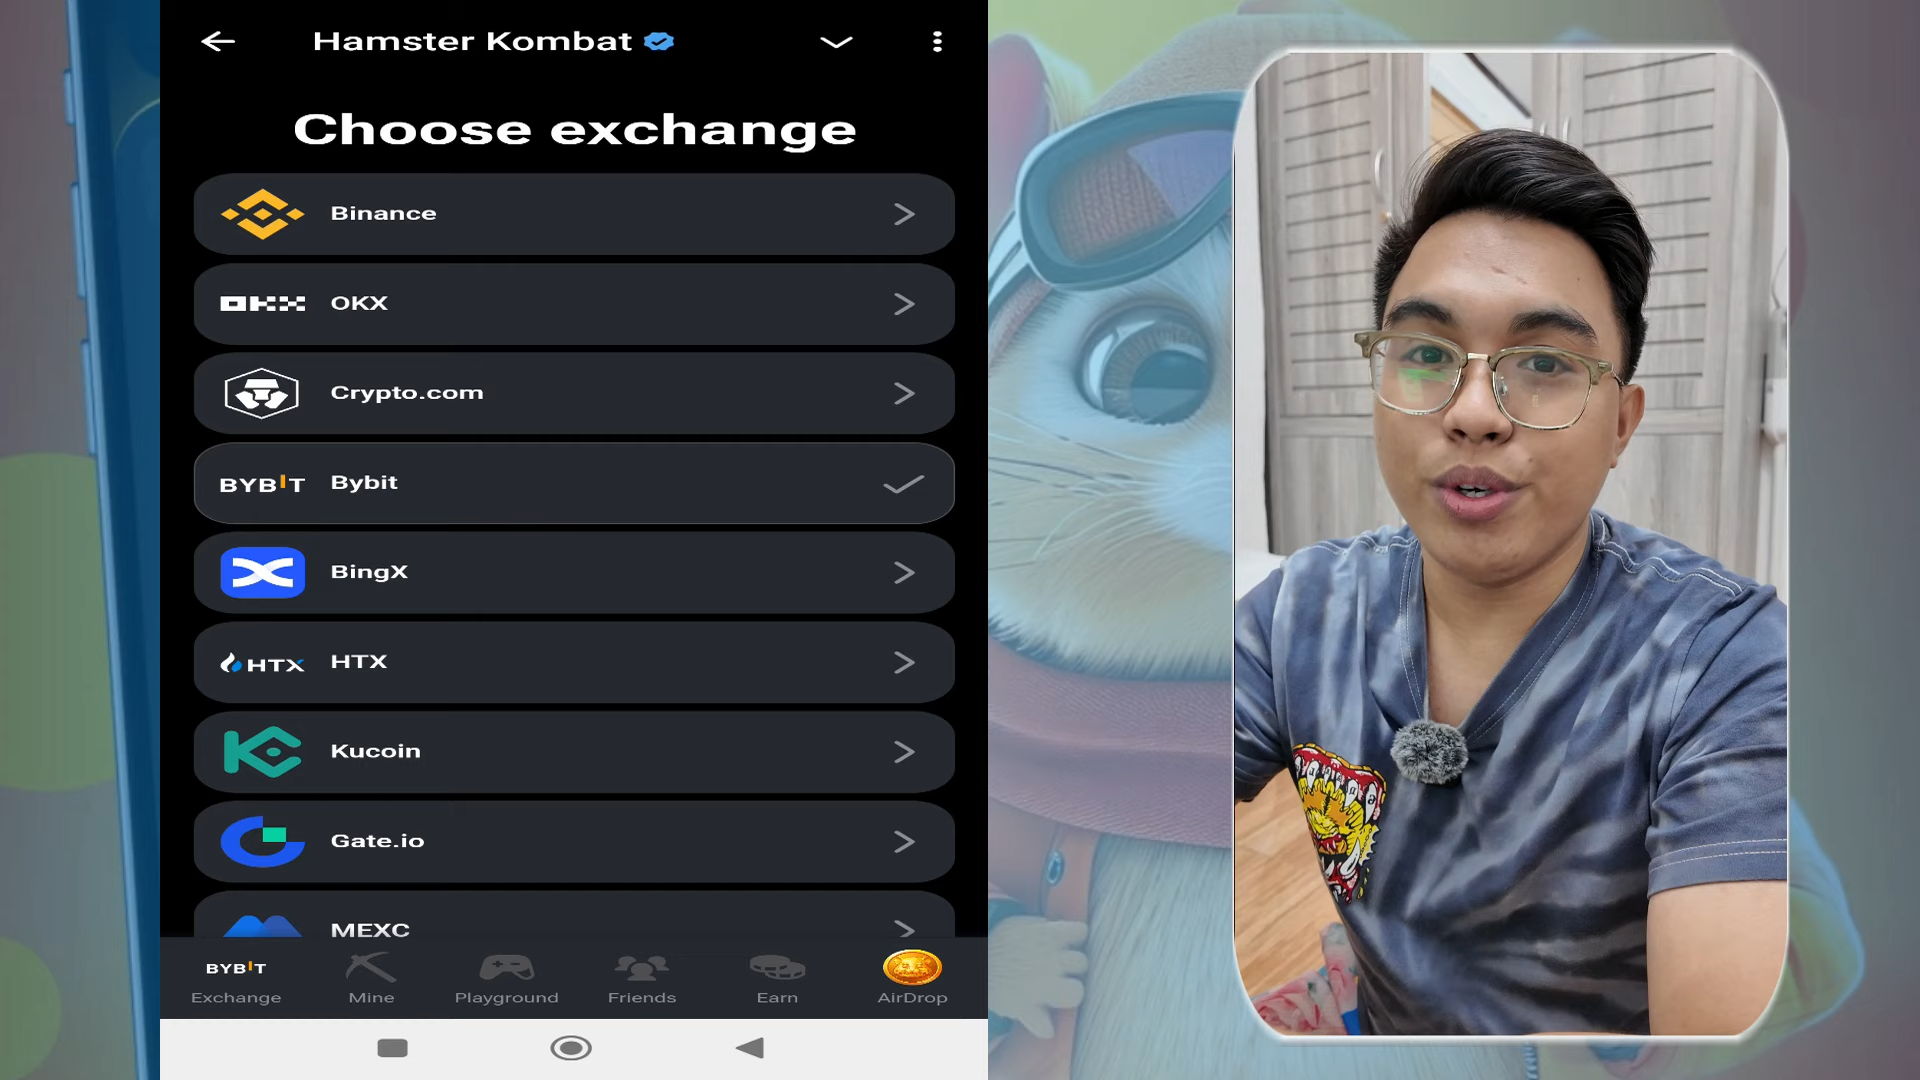 Hamster Kombat
Choose exchange
Binance
OKX OKX
Crypto.com
BYBIT Bybit
BingX
HTX HTX
Kucoin
Gate.io
MEXC
BYBIT
Exchange Mine Playground Friends Earn AirDrop